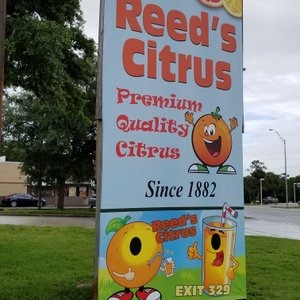 Reed's
Citrus
Premium
Quality
Citrus
Since 1882
Reed's
Citrus
EXIT 329